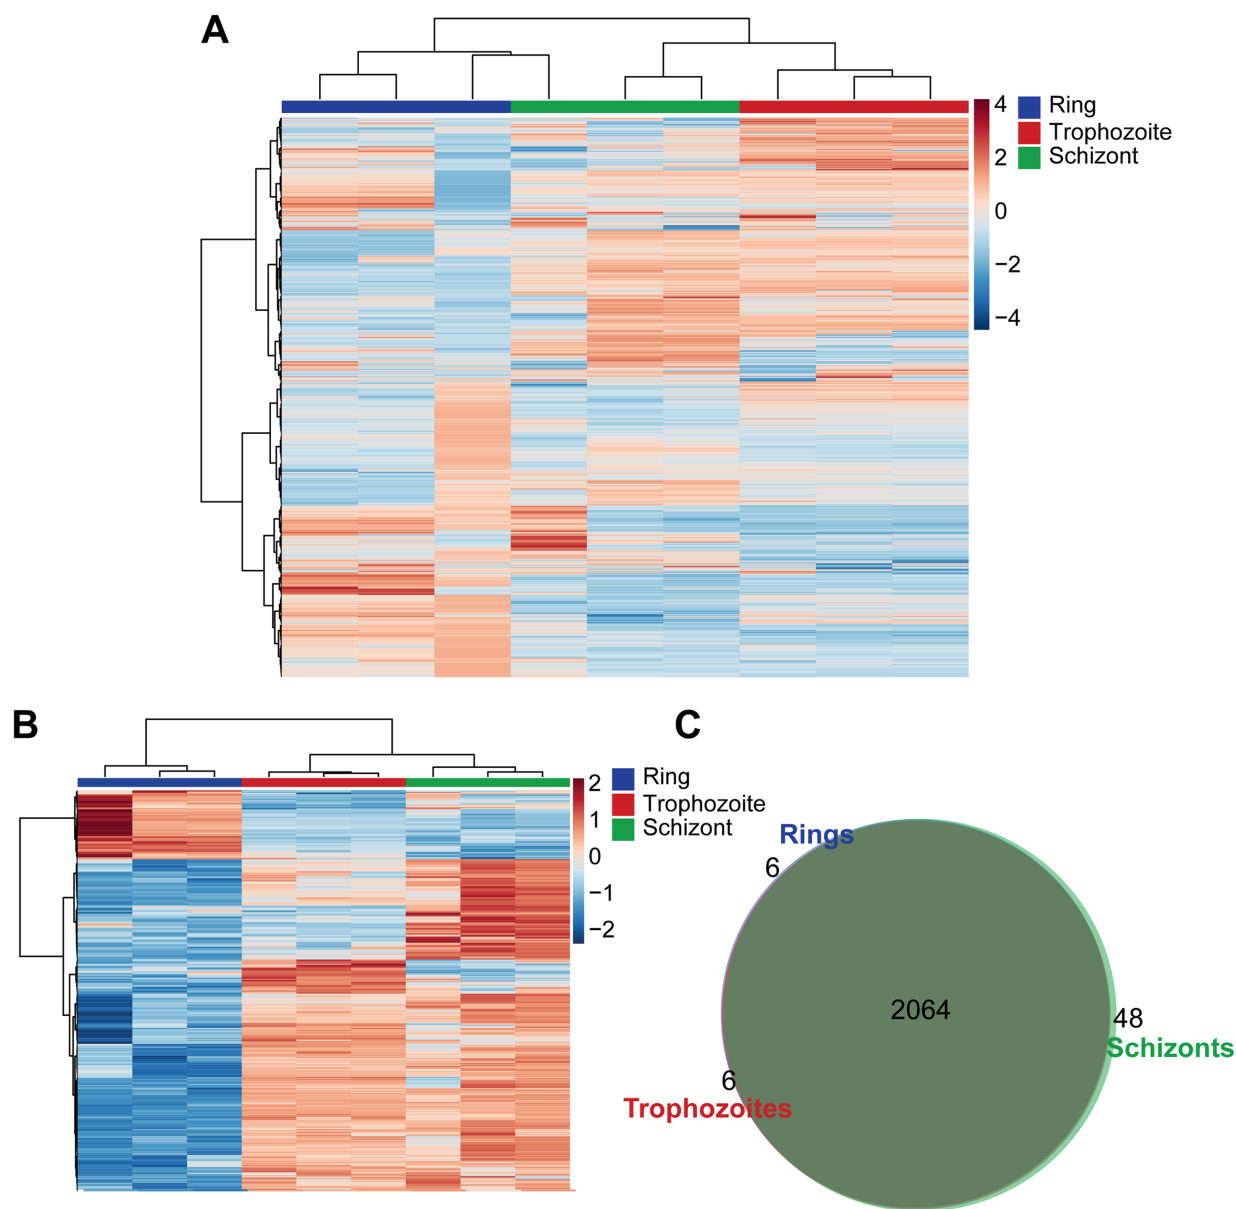 A
4
2
0
−2
−4
Ring
Trophozoite
Schizont
B
2
1
0
−1
−2
Ring
Trophozoite
Schizont
C
Rings
6
2064
48
Schizonts
6
Trophozoites